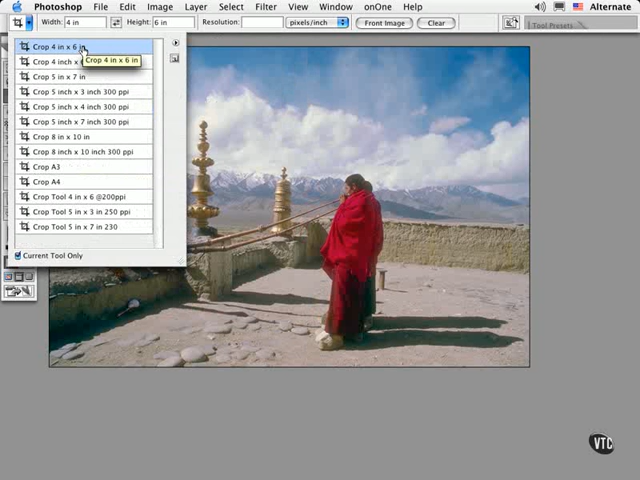 Photoshop File Edit Image Layer Select Filter View Window onOne Help Alternate
Width: 4 in Height: 6 in Resolution: pixels/inch Front Image Clear Tool Presets
Crop 4 in x 6 in
Crop 4 in x 6 in
Crop 4 inch x
Crop 5 in x 7 in
Crop 5 inch x 3 inch 300 ppi
Crop 5 inch x 4 inch 300 ppi
Crop 5 inch x 7 inch 300 ppi
Crop 8 in x 10 in
Crop 8 inch x 10 inch 300 ppi
Crop A3
Crop A4
Crop Tool 4 in x 6 @200ppi
Crop Tool 5 in x 3 in 250 ppi
Crop Tool 5 in x 7 in 230
Current Tool Only
VTC